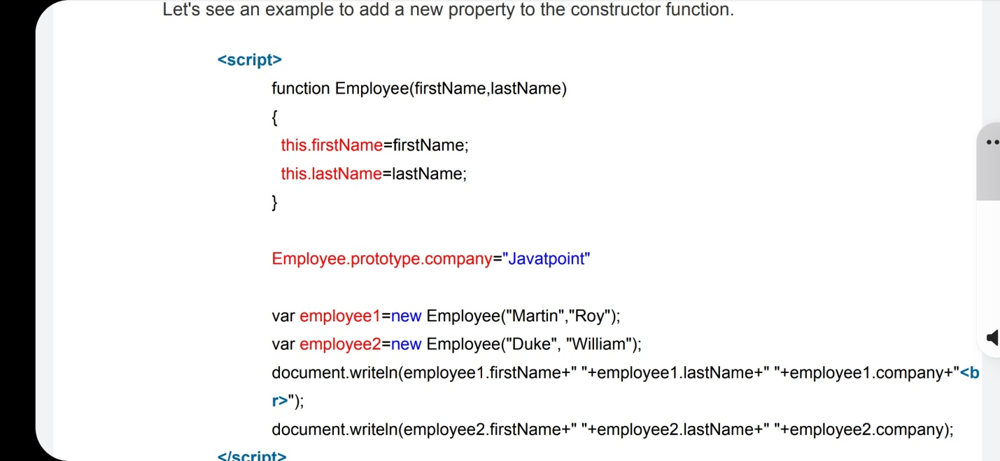 Let's see an example to add a new property to the constructor function.
<script>
function Employee(firstName,lastName)
{
this.firstName=firstName;
this.lastName=lastName;
}
Employee.prototype.company="Javatpoint"
var employee1=new Employee("Martin","Roy");
var employee2=new Employee("Duke", "William");
document.writeln(employee1.firstName+" "+employee1.lastName+" "+employee1.company+"<b
r>");
document.writeln(employee2.firstName+" "+employee2.lastName+" "+employee2.company);
</script>